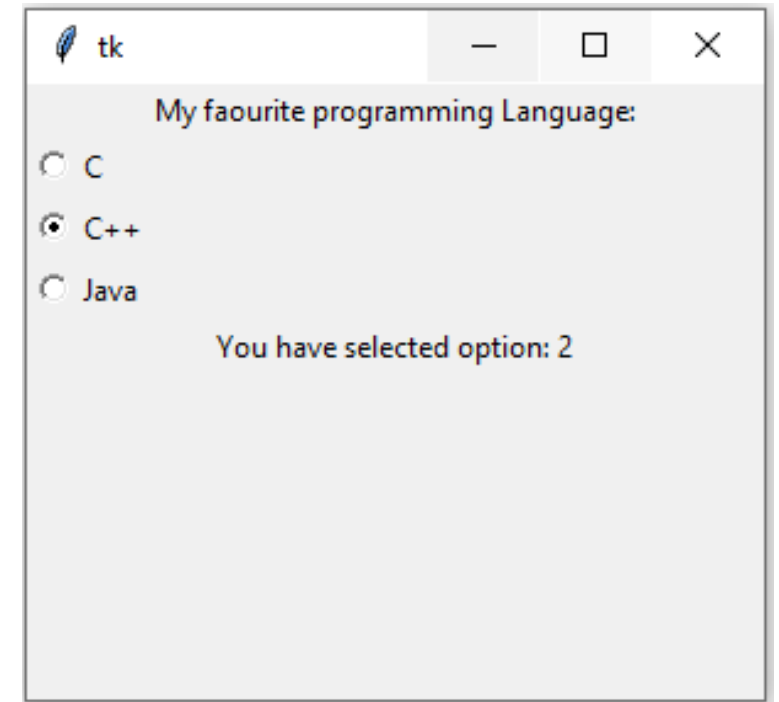 tk
My faourite programming Language:
C
C++
Java
You have selected option: 2